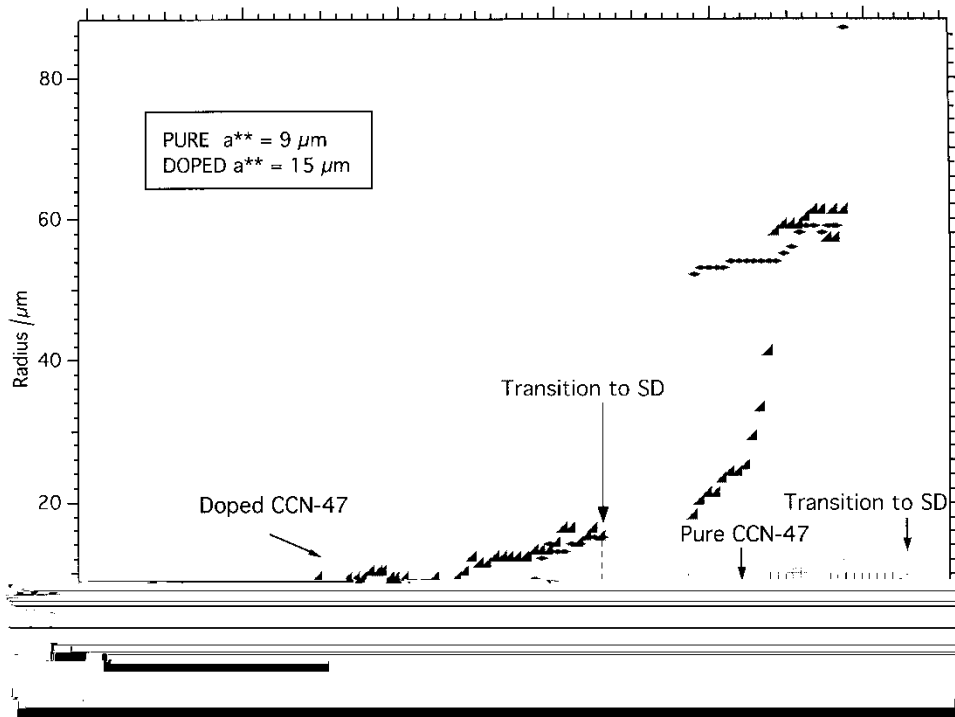 80
PURE a** = 9 µm
DOPED a** = 15 µm
60
Radius /µm
40
Transition to SD
20
Doped CCN-47
Transition to SD
Pure CCN-47